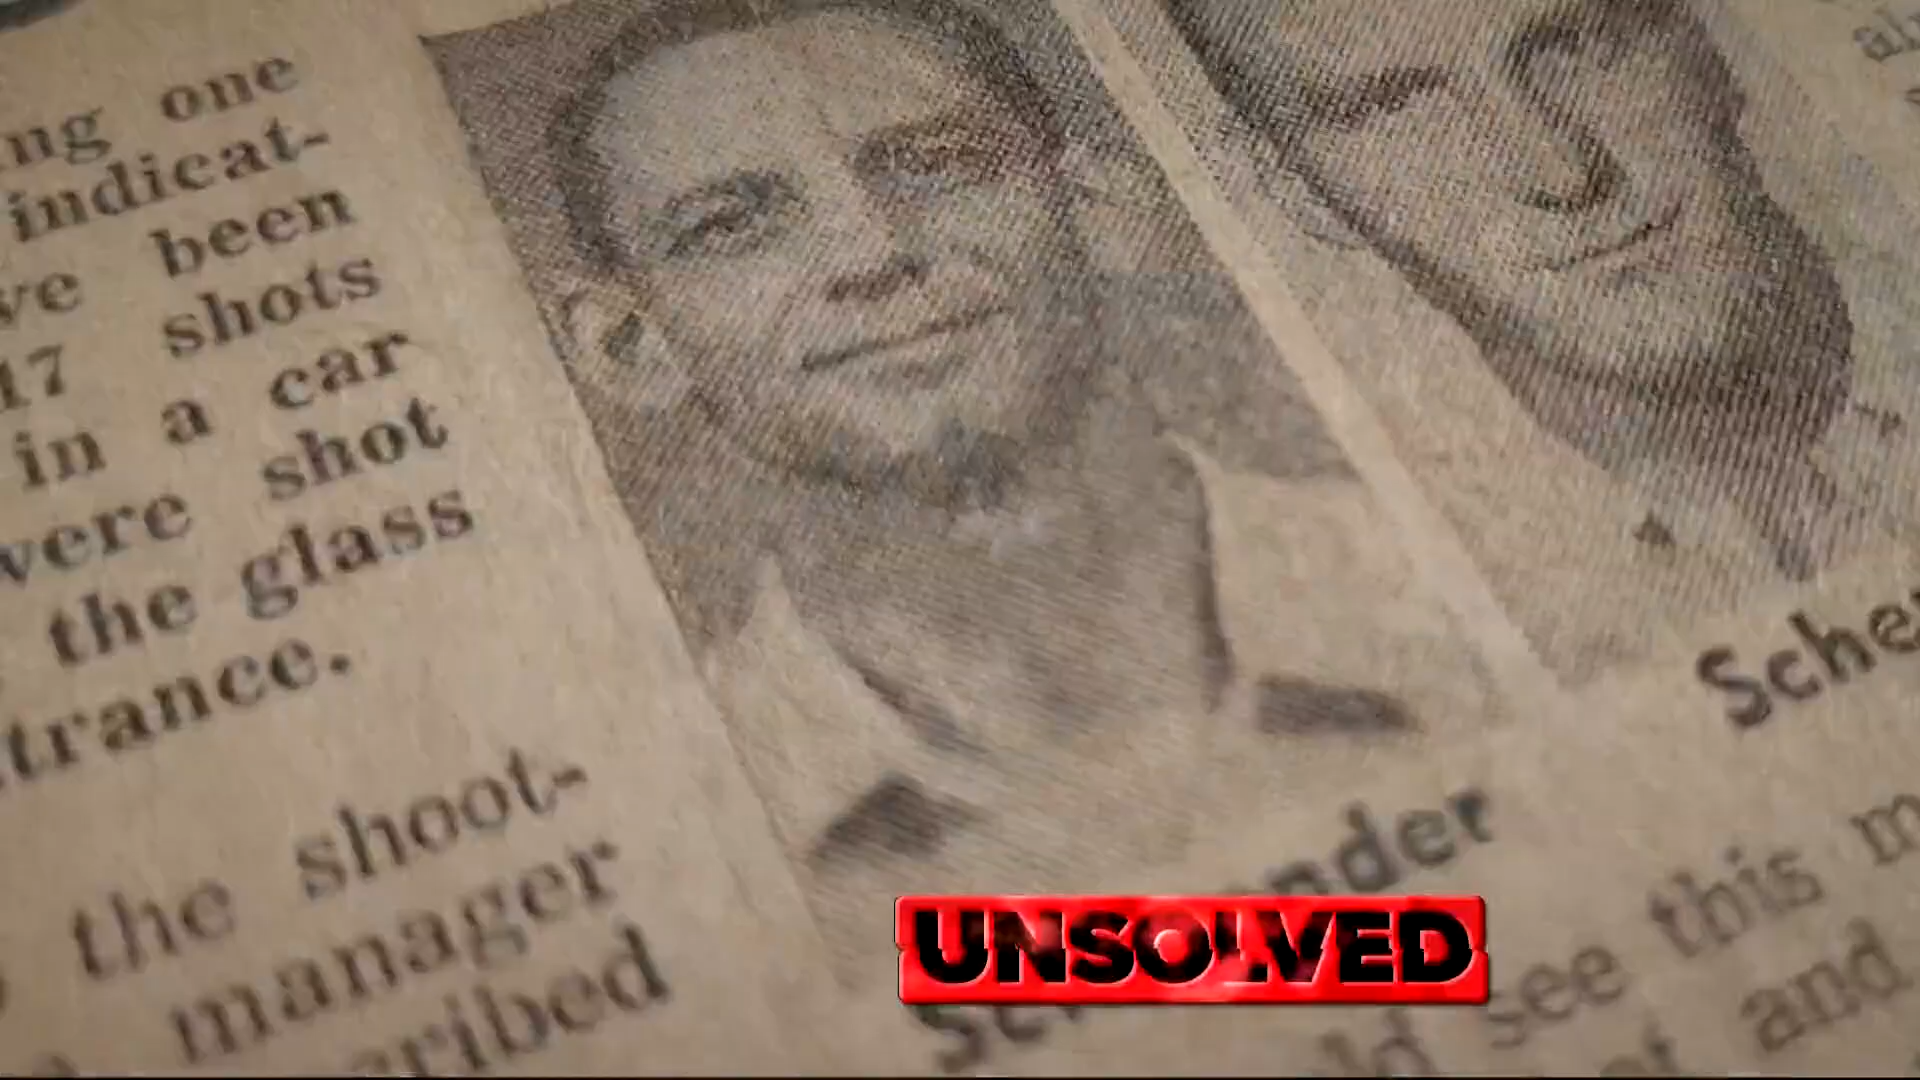 ng one
indicat-
ve been
17 shots
in a car
were shot
the glass
trance.
the shoot-
manager
cribed
Sche
nder
UNSOLVED
see this m
and